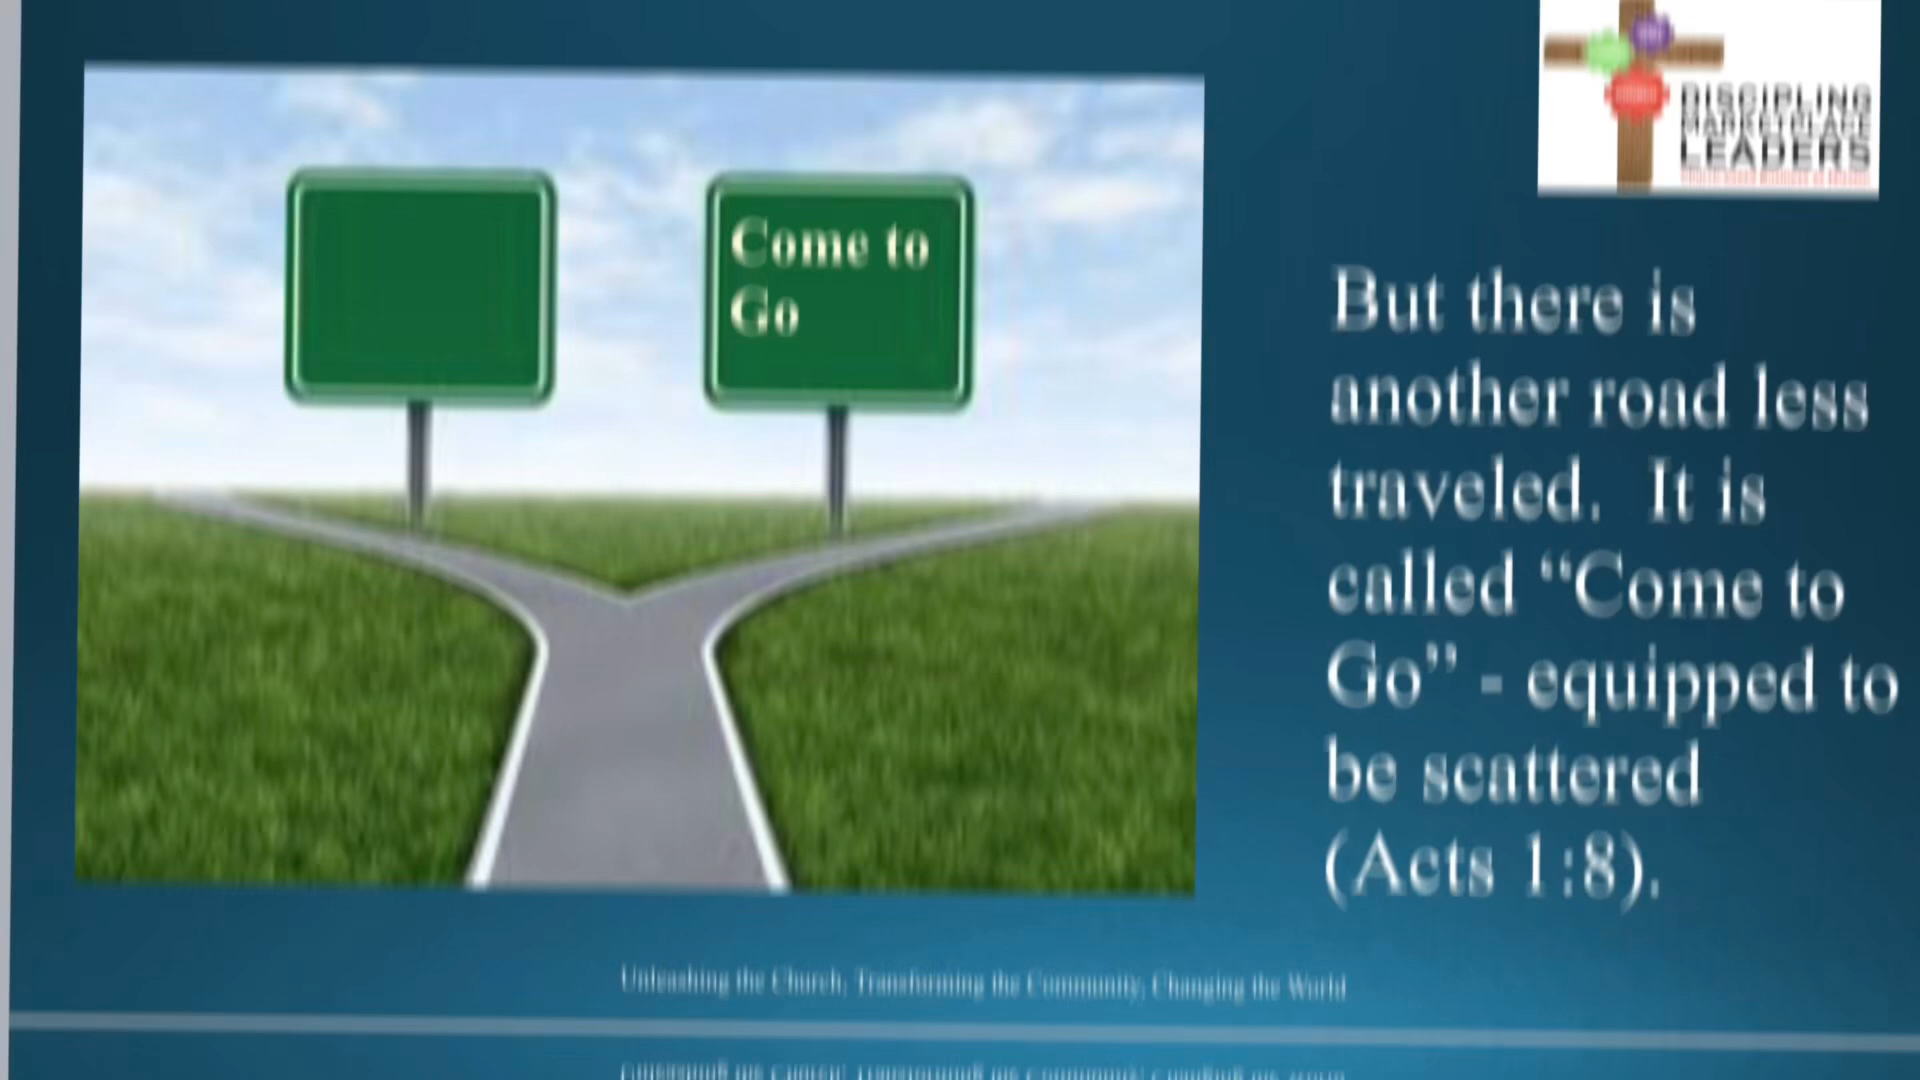 Come to
Go
DISCIPLING
MARKETPLACE
LEADERS
But there is
another road less
traveled. It is
called “Come to
Go” - equipped to
be scattered
(Acts 1:8).
Unleashing the Church, Transforming the Community, Changing the World